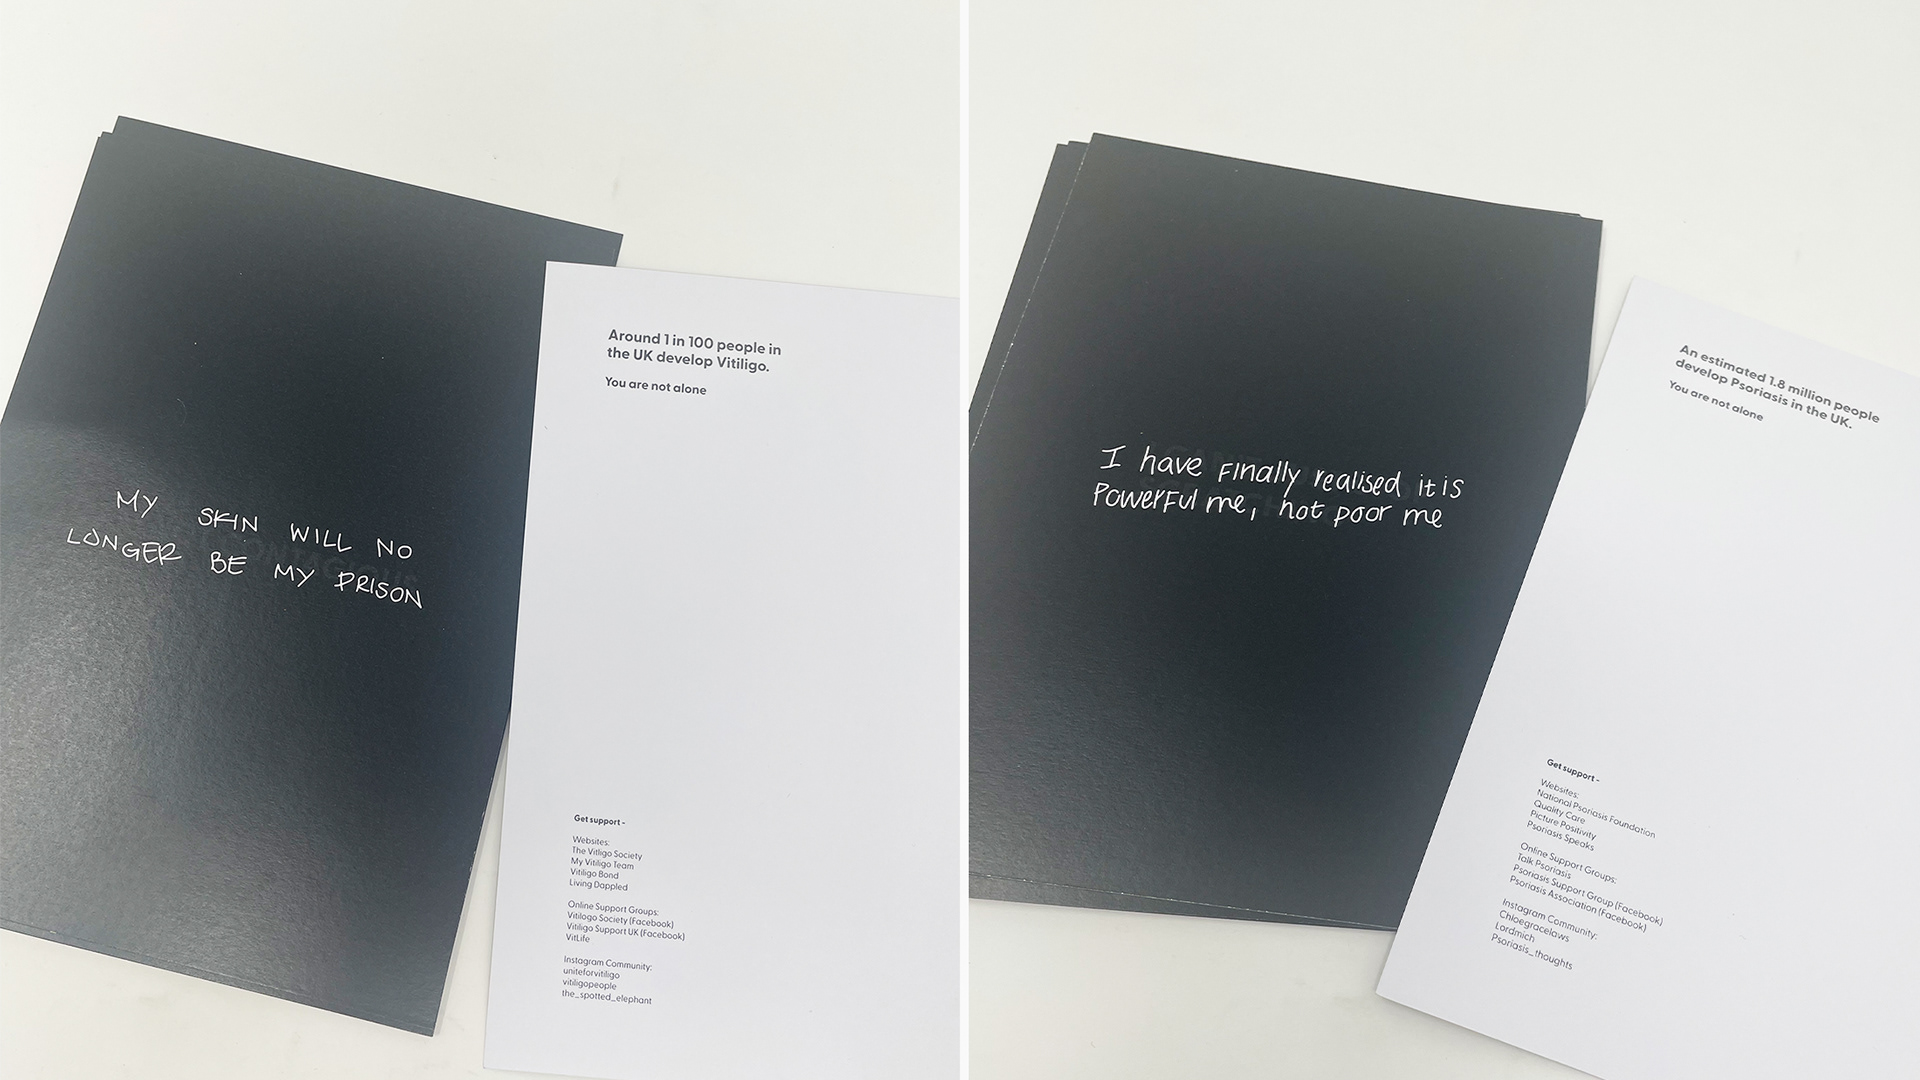 MY SKIN WILL NO
LONGER BE MY PRISON
Around 1 in 100 people in
the UK develop Vitiligo.
You are not alone
Get support -
Websites:
The Vitligo Society
My Vitiligo Team
Vitiligo Bond
Living Dappled
Online Support Groups:
Vitilogo Society (Facebook)
Vitiligo Support UK (Facebook)
VitLife
Instagram Community:
uniteforvitiligo
vitiligopeople
the_spotted_elephant
I have finally realised it is
powerful me, not poor me
An estimated 1.8 million people
develop Psoriasis in the UK.
You are not alone
Get support -
Websites:
National Psoriasis Foundation
Quality Care
Picture Positivity
Psoriasis Speaks
Online Support Groups:
Talk Psoriasis
Psoriasis Support Group (Facebook)
Psoriasis Association (Facebook)
Instagram Community:
Chloegracelaws
Lordmich
Psoriasis_thoughts